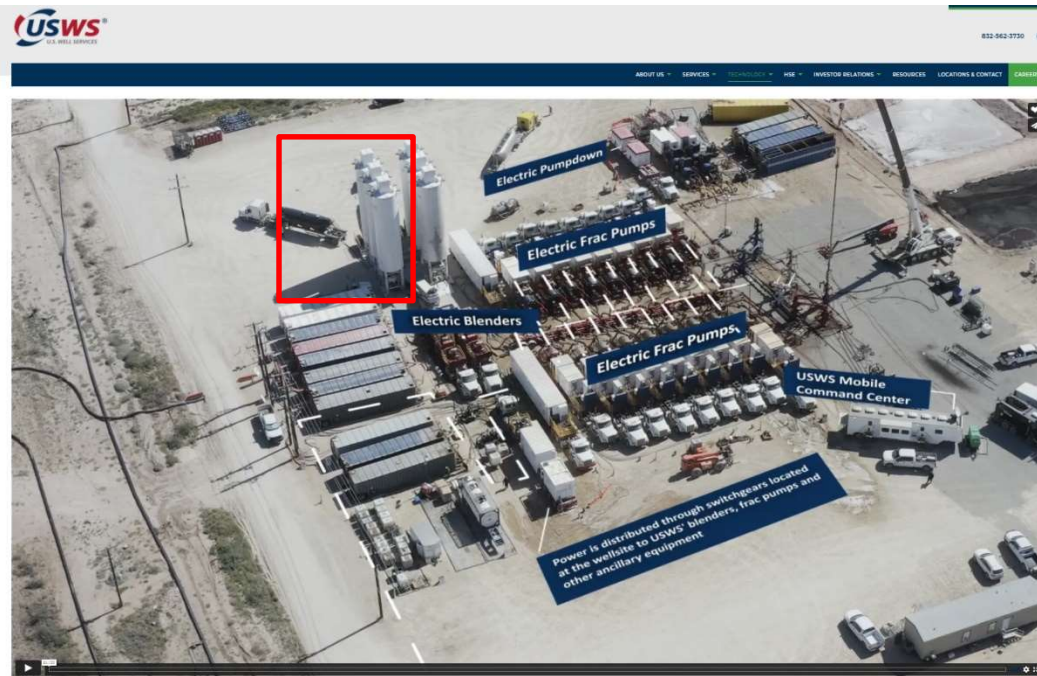 USWS®
U.S. WELL SERVICES
832-562-3730
ABOUT US SERVICES TECHNOLOGY HSE INVESTOR RELATIONS RESOURCES LOCATIONS & CONTACT CAREER
Electric Pumpdown
Electric Frac Pumps
Electric Blenders
Electric Frac Pumps
USWS Mobile
Command Center
Power is distributed through switchgears located
at the wellsite to USWS' blenders, frac pumps and
other ancillary equipment